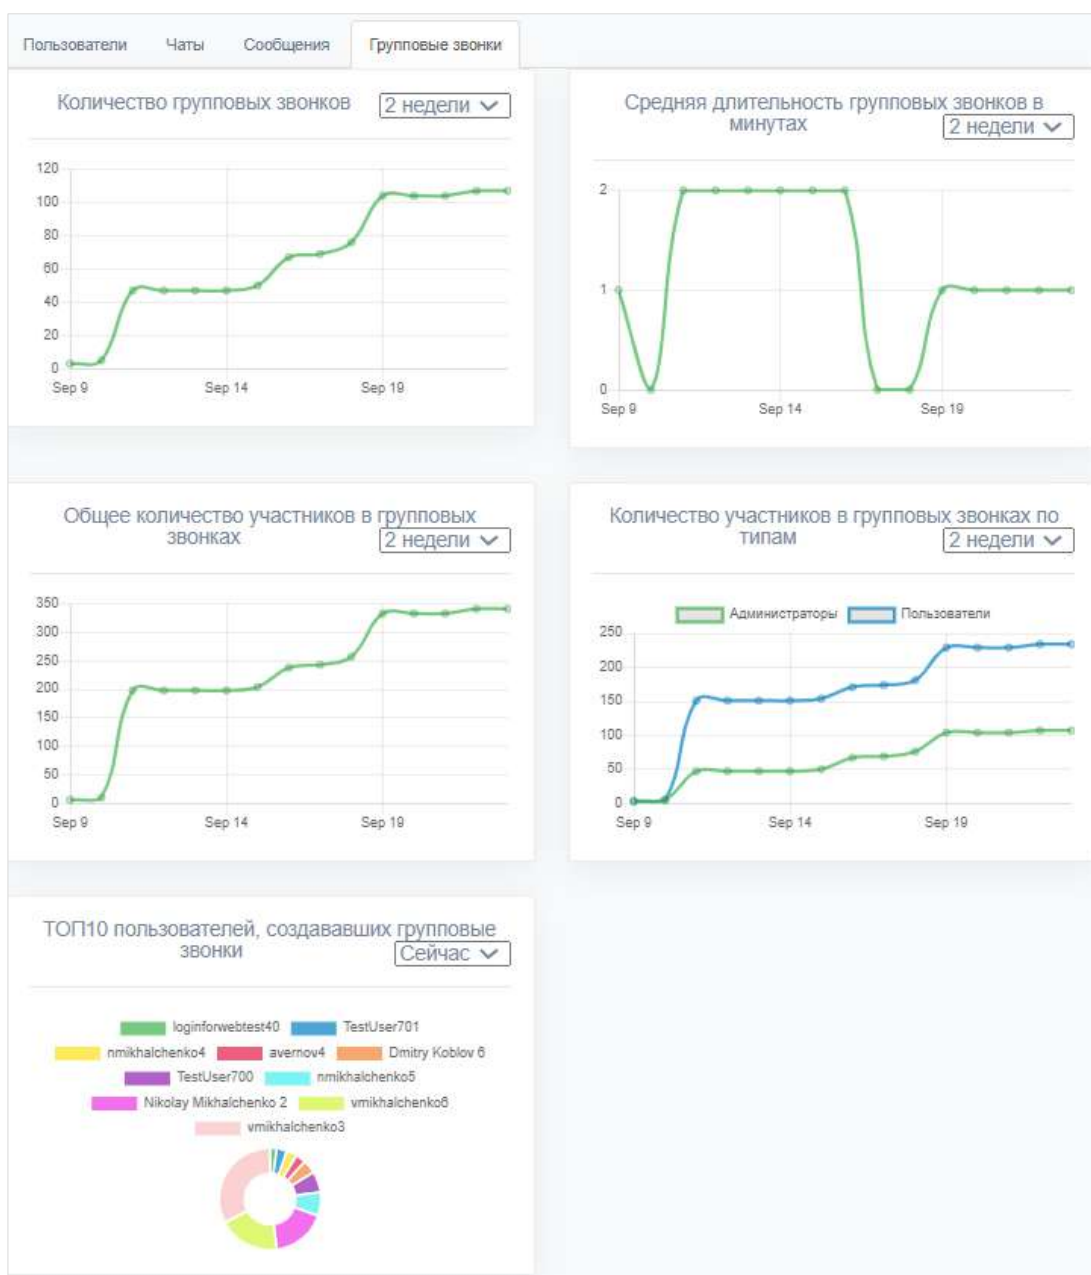 Пользователи Чаты Сообщения Групповые звонки
Количество групповых звонков 2 недели
120
100
80
60
40
20
0
Sep 9 Sep 14 Sep 19
Средняя длительность групповых звонков в
минутах 2 недели
2
1
0
Sep 9 Sep 14 Sep 19
Общее количество участников в групповых
звонках 2 недели
350
300
250
200
150
100
50
0
Sep 9 Sep 14 Sep 19
Количество участников в групповых звонках по
типам 2 недели
Администраторы Пользователи
250
200
150
100
50
0
Sep 9 Sep 14 Sep 19
ТОП10 пользователей, создававших групповые
звонки Сейчас
loginforwebtest40 TestUser701
nmikhalchenko4 avernov4 Dmitry Koblov 6
TestUser700 nmikhalchenko5
Nikolay Mikhalchenko 2 vmikhalchenko6
vmikhalchenko3